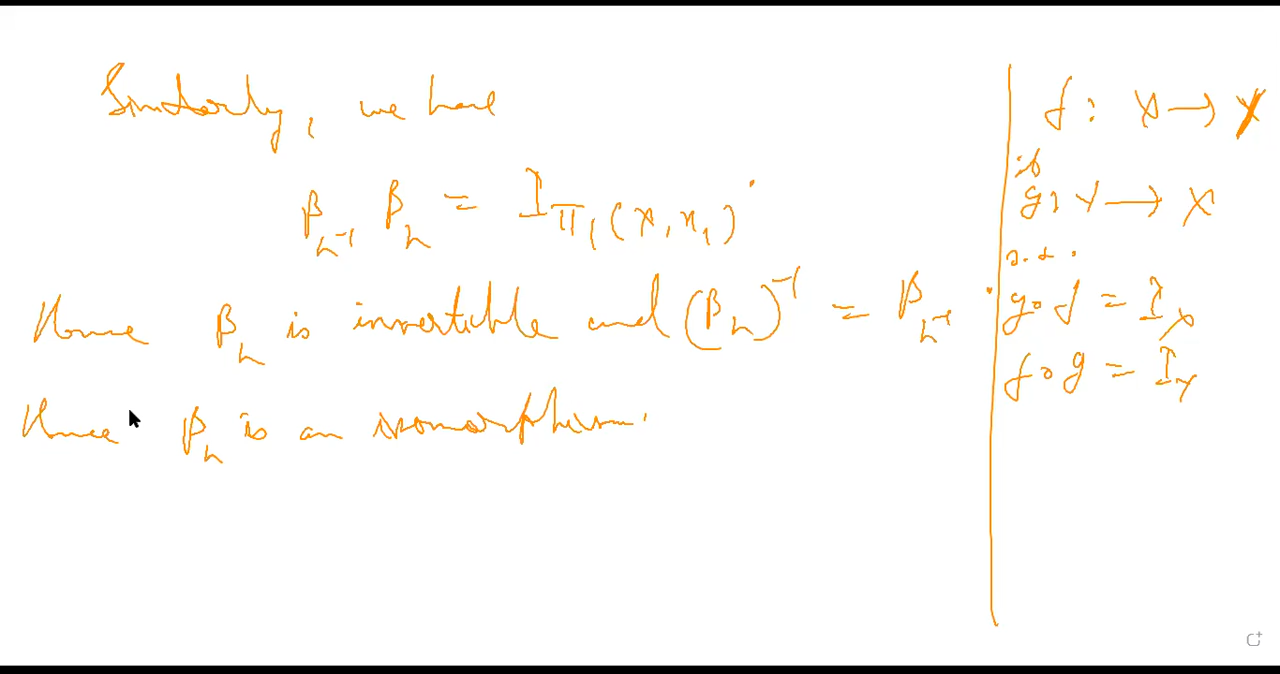 Similarly, we have
β_{h^{-1}} β_h = I_{π_1(X, x_1)}.
Hence β_h is invertible and (β_h)^{-1} = β_{h^{-1}}.
Hence β_h is an isomorphism.
f: X → Y
if
g: Y → X
s.t.
g∘f = I_X
f∘g = I_Y